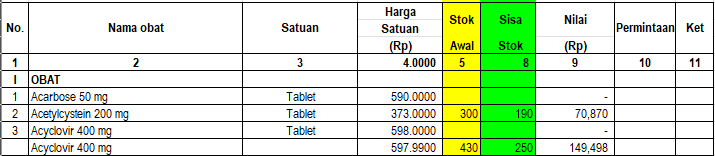 No. Nama obat Satuan Harga Satuan (Rp) Stok Awal Sisa Stok Nilai (Rp) Permintaan Ket
1 2 3 4.0000 5 8 9 10 11
I OBAT
1 Acarbose 50 mg Tablet 590.0000 -
2 Acetylcystein 200 mg Tablet 373.0000 300 190 70,870
3 Acyclovir 400 mg Tablet 598.0000 -
Acyclovir 400 mg 597.9900 430 250 149,498